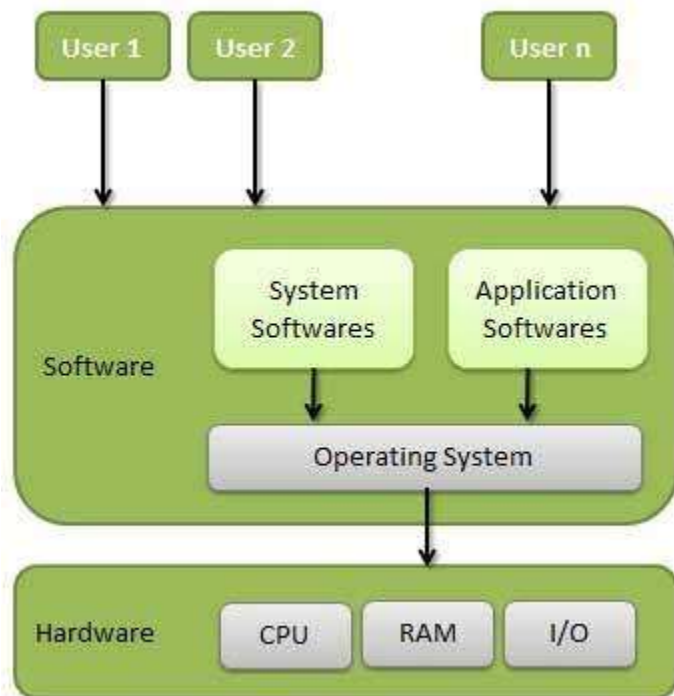 User 1
User 2
User n
System
Softwares
Application
Softwares
Software
Operating System
Hardware
CPU
RAM
I/O